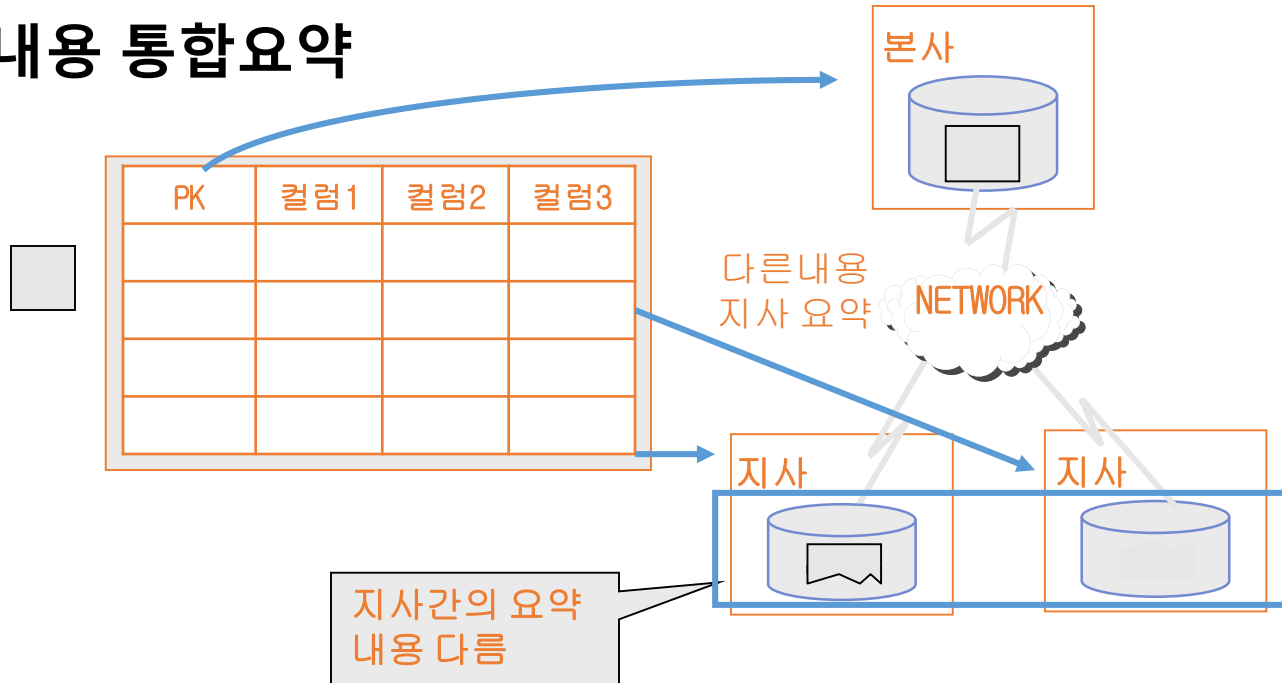 내용 통합요약
본사
PK 컬럼1 컬럼2 컬럼3
다른내용
지사 요약
NETWORK
지사
지사
지사간의 요약
내용 다름